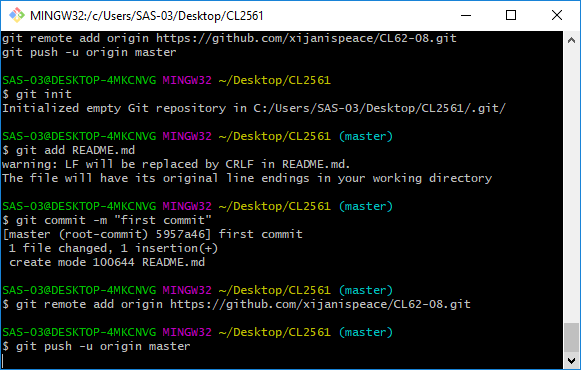 MINGW32:/c/Users/SAS-03/Desktop/CL2561
git remote add origin https://github.com/xijanispeace/CL62-08.git
git push -u origin master
SAS-03@DESKTOP-4MKCNVG MINGW32 ~/Desktop/CL2561
$ git init
Initialized empty Git repository in C:/Users/SAS-03/Desktop/CL2561/.git/
SAS-03@DESKTOP-4MKCNVG MINGW32 ~/Desktop/CL2561 (master)
$ git add README.md
warning: LF will be replaced by CRLF in README.md.
The file will have its original line endings in your working directory
SAS-03@DESKTOP-4MKCNVG MINGW32 ~/Desktop/CL2561 (master)
$ git commit -m "first commit"
[master (root-commit) 5957a46] first commit
1 file changed, 1 insertion(+)
create mode 100644 README.md
SAS-03@DESKTOP-4MKCNVG MINGW32 ~/Desktop/CL2561 (master)
$ git remote add origin https://github.com/xijanispeace/CL62-08.git
SAS-03@DESKTOP-4MKCNVG MINGW32 ~/Desktop/CL2561 (master)
$ git push -u origin master